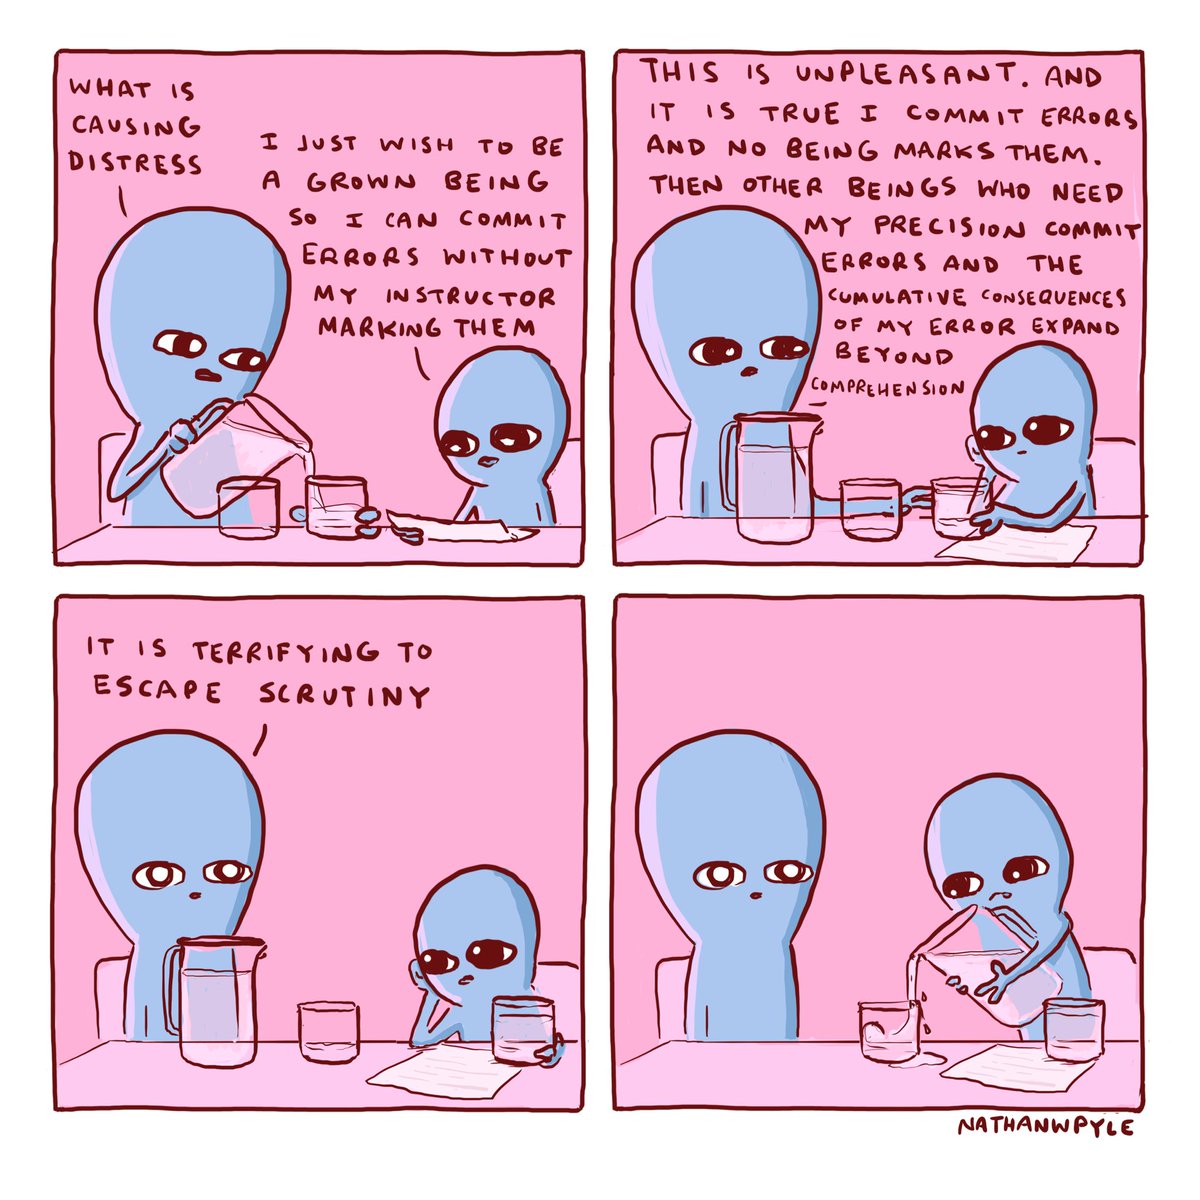 WHAT IS
CAUSING
DISTRESS
I JUST WISH TO BE
A GROWN BEING
SO I CAN COMMIT
ERRORS WITHOUT
MY INSTRUCTOR
MARKING THEM
THIS IS UNPLEASANT. AND
IT IS TRUE I COMMIT ERRORS
AND NO BEING MARKS THEM.
THEN OTHER BEINGS WHO NEED
MY PRECISION COMMIT
ERRORS AND THE
CUMULATIVE CONSEQUENCES
OF MY ERROR EXPAND
BEYOND
COMPREHENSION
IT IS TERRIFYING TO
ESCAPE SCRUTINY
NATHANWPYLE